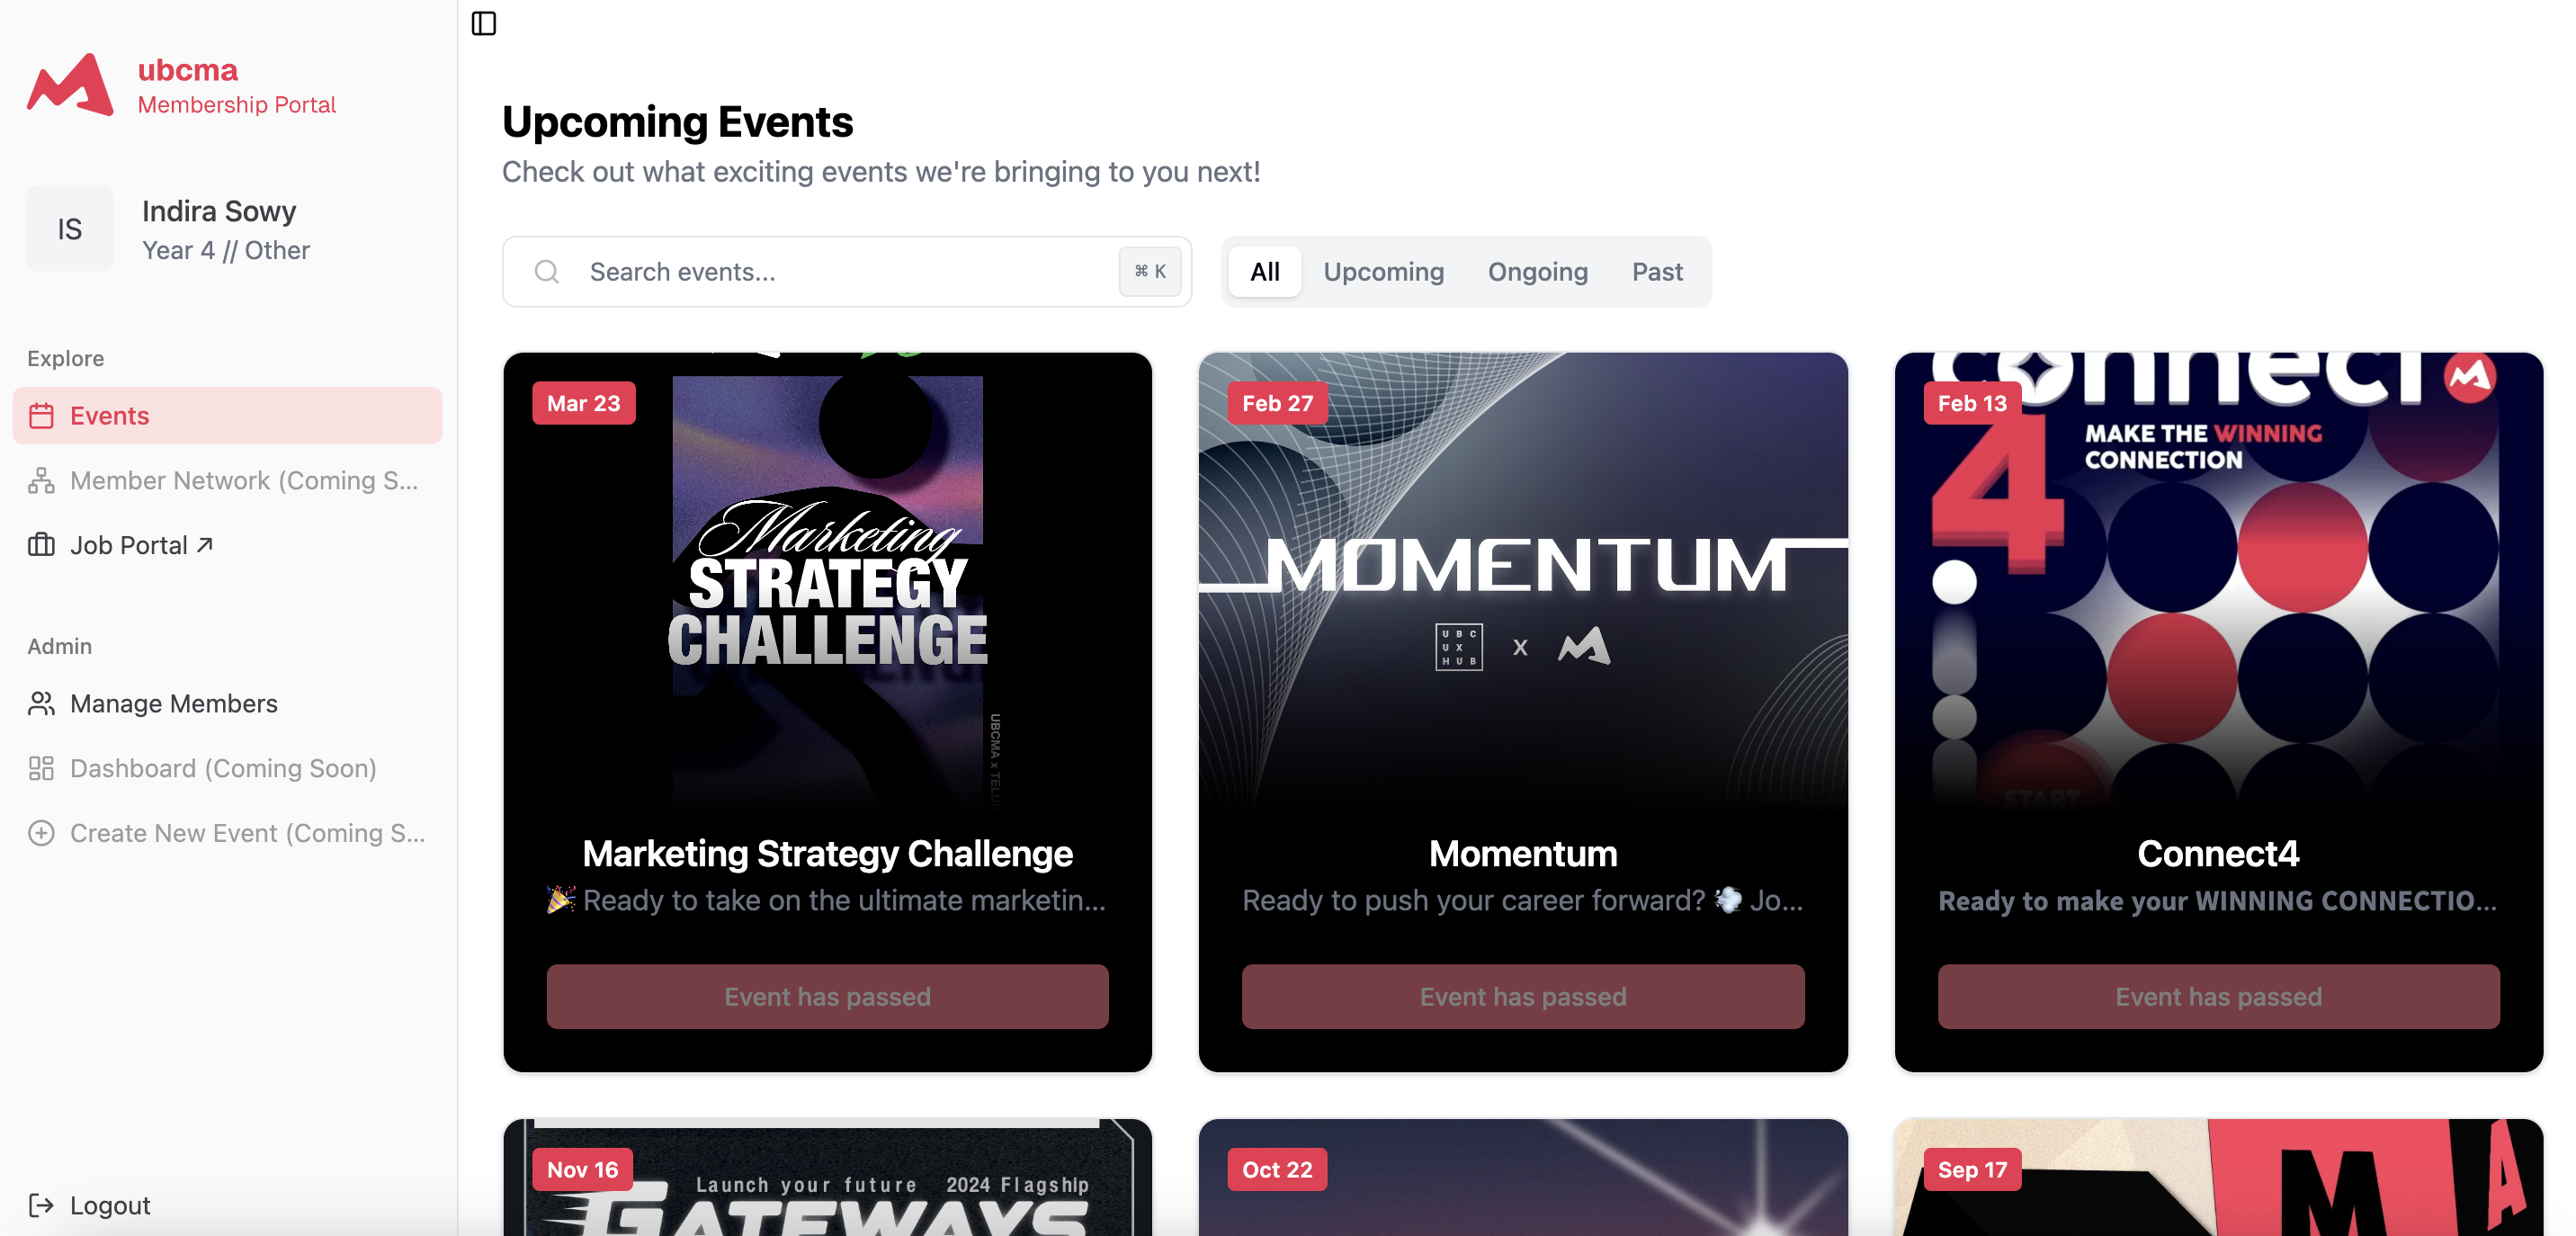 ubcma
Membership Portal
IS
Indira Sowy
Year 4 // Other
Explore
Events
Member Network (Coming S...
Job Portal ↗
Admin
Manage Members
Dashboard (Coming Soon)
Create New Event (Coming S...
Logout
Upcoming Events
Check out what exciting events we're bringing to you next!
Search events...
⌘ K
All
Upcoming
Ongoing
Past
Mar 23
Marketing
STRATEGY
CHALLENGE
UBCMA x TELUS
Marketing Strategy Challenge
🎉 Ready to take on the ultimate marketin...
Event has passed
Feb 27
MOMENTUM
UBC
UX
HUB
X
Momentum
Ready to push your career forward? 💨 Jo...
Event has passed
connect
Feb 13
4
MAKE THE WINNING
CONNECTION
START
Connect4
Ready to make your WINNING CONNECTIO...
Event has passed
Nov 16
Launch your future 2024 Flagship
GATEWAYS
Oct 22
Sep 17
M
A